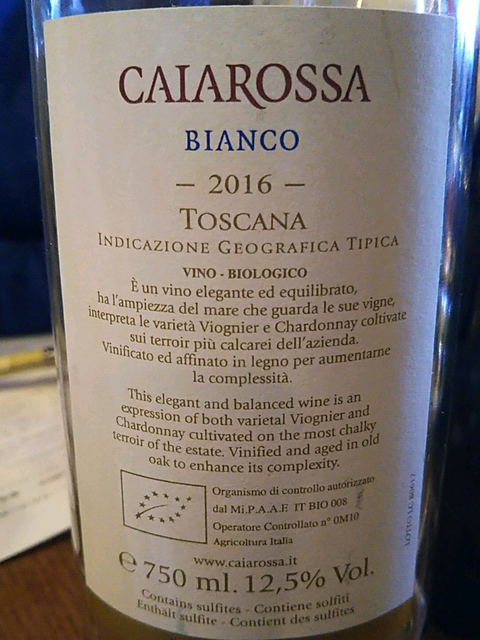 CAIAROSSA
BIANCO
— 2016 —
TOSCANA
INDICAZIONE GEOGRAFICA TIPICA
VINO - BIOLOGICO
È un vino elegante ed equilibrato,
ha l'ampiezza del mare che guarda le sue vigne,
interpreta le varietà Viognier e Chardonnay coltivate
sui terroir più calcarei dell'azienda.
Vinificato ed affinato in legno per aumentarne
la complessità.
This elegant and balanced wine is an
expression of both varietal Viognier and
Chardonnay cultivated on the most chalky
terroir of the estate. Vinified and aged in old
oak to enhance its complexity.
Organismo di controllo autorizzato
dal Mi.P.A.A.F. IT BIO 008
Operatore Controllato n° 0M10
Agricoltura Italia
www.caiarossa.it
℮ 750 ml. 12,5% Vol.
Contains sulfites - Contiene solfiti
Enthält sulfite - Contient des sulfites
LOTTO